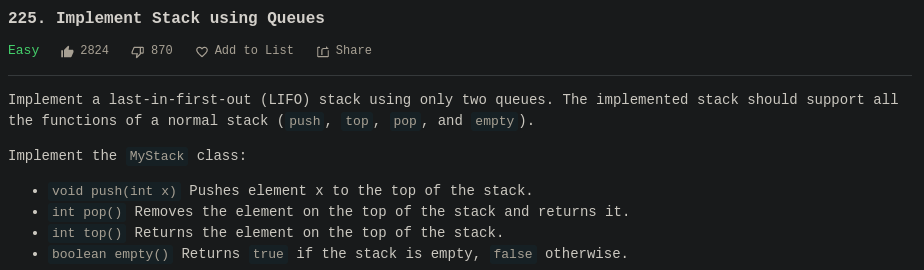 225. Implement Stack using Queues
Easy 2824 870 Add to List Share
Implement a last-in-first-out (LIFO) stack using only two queues. The implemented stack should support all
the functions of a normal stack (push, top, pop, and empty).
Implement the MyStack class:
• void push(int x) Pushes element x to the top of the stack.
• int pop() Removes the element on the top of the stack and returns it.
• int top() Returns the element on the top of the stack.
• boolean empty() Returns true if the stack is empty, false otherwise.